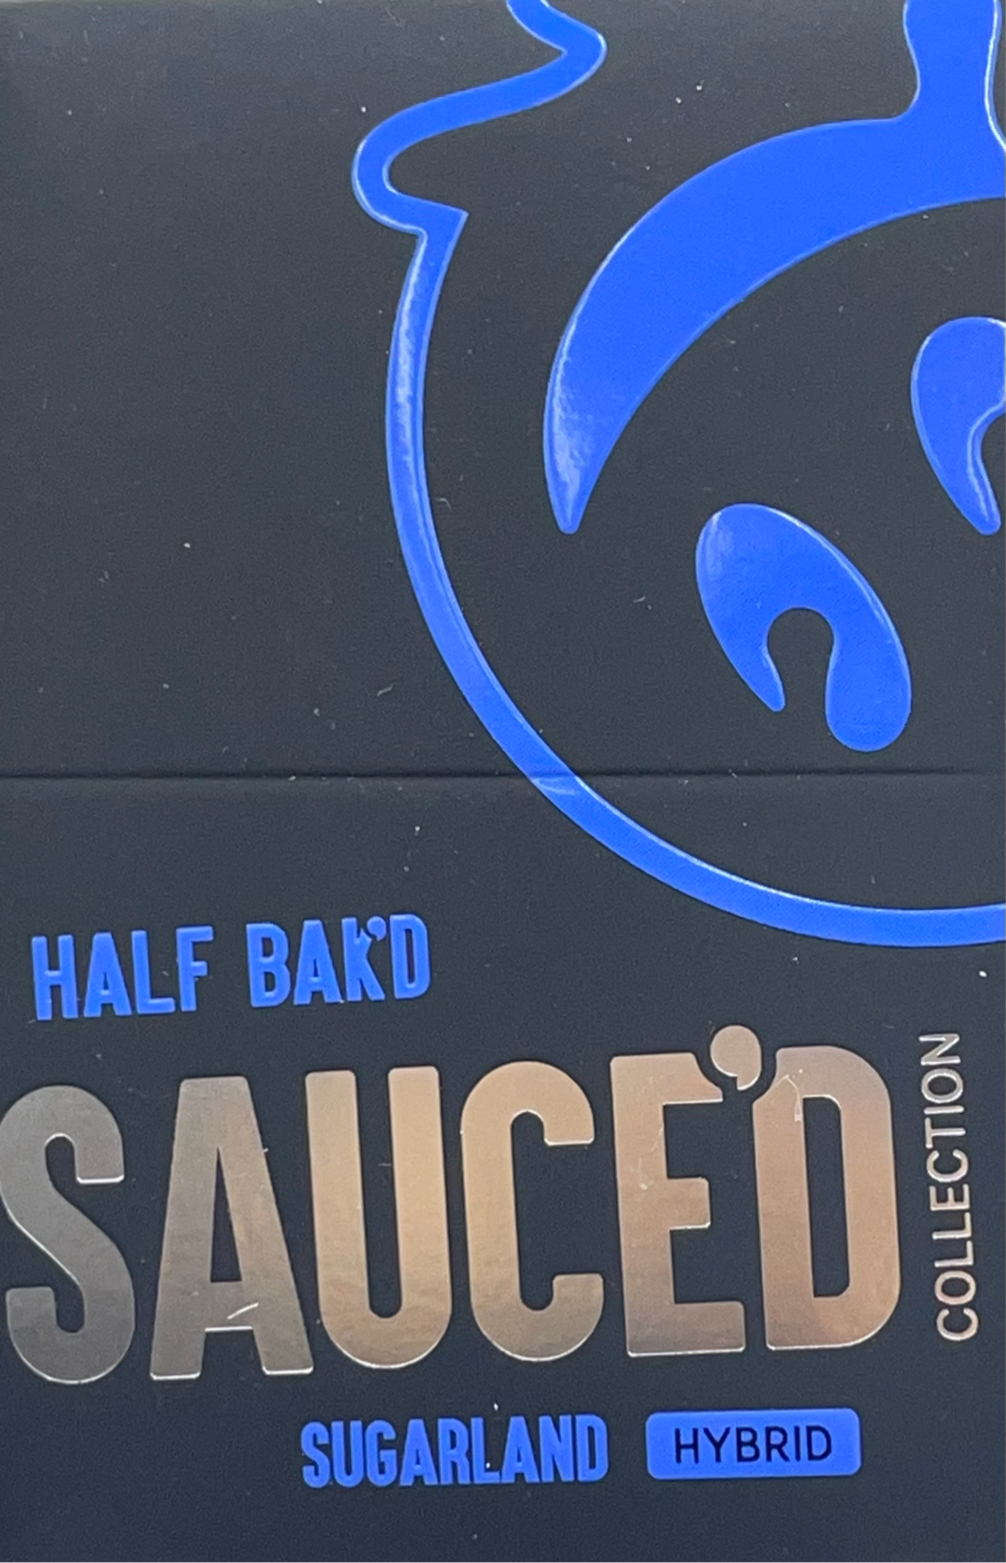 HALF BAK'D
SAUCE'D
COLLECTION
SUGARLAND HYBRID